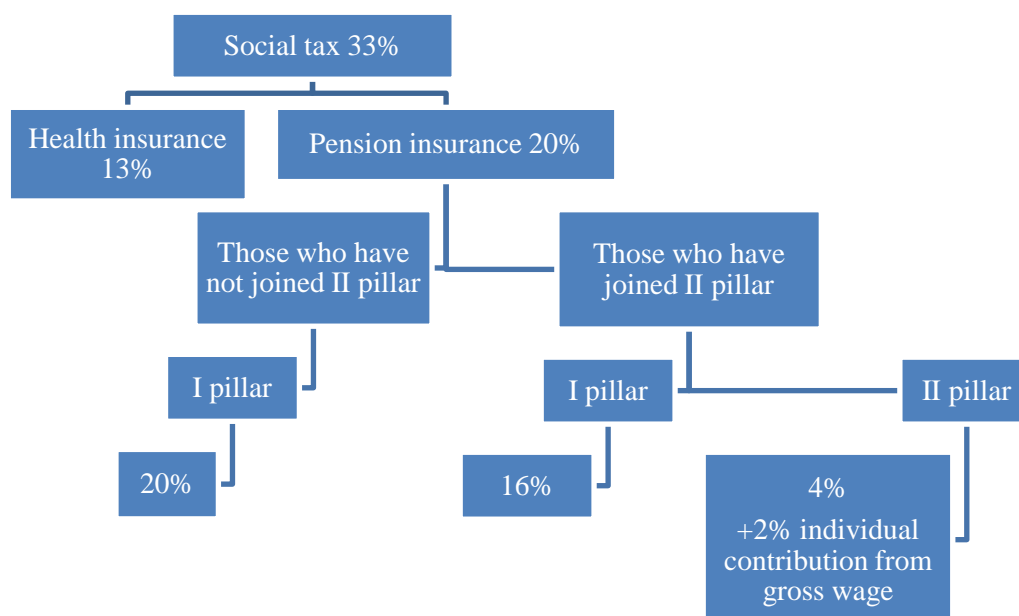 Social tax 33%
Health insurance
13%
Pension insurance 20%
Those who have
not joined II pillar
Those who have
joined II pillar
I pillar
I pillar
II pillar
20%
16%
4%
+2% individual
contribution from
gross wage